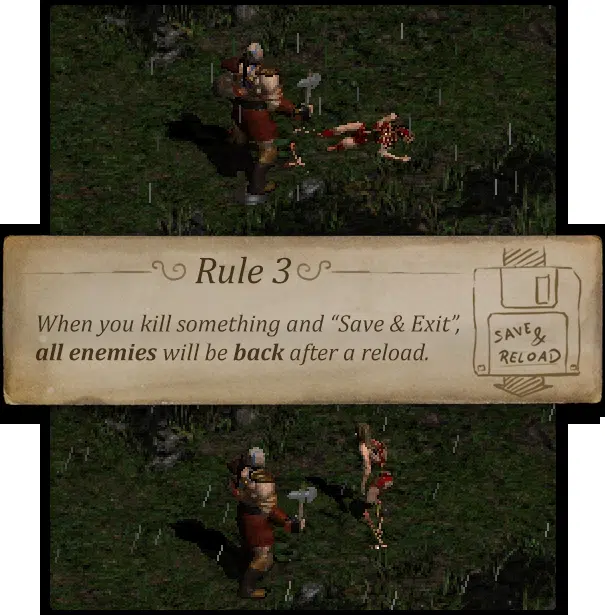 Rule 3
When you kill something and “Save & Exit”,
all enemies will be back after a reload.
SAVE
&
RELOAD